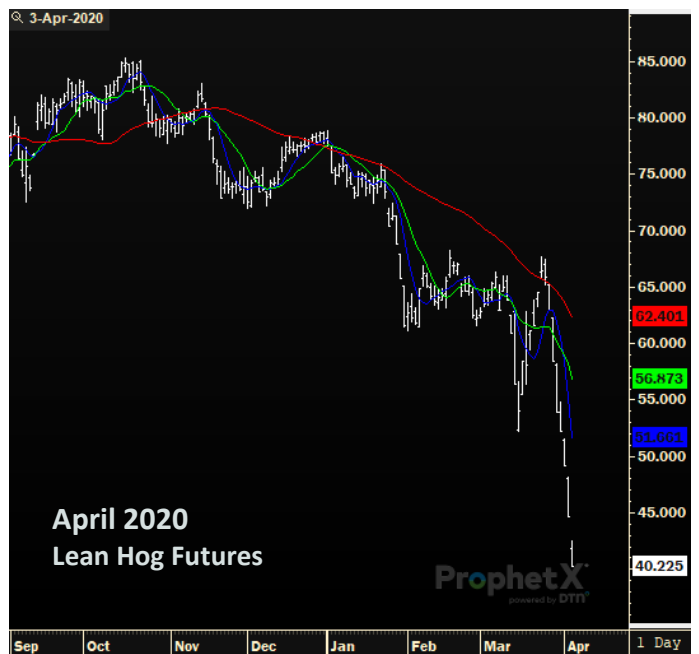 3-Apr-2020
85.000
80.000
75.000
70.000
65.000
62.401
60.000
56.873
55.000
51.661
50.000
45.000
40.225
April 2020
Lean Hog Futures
ProphetX
powered by DTN
Sep Oct Nov Dec Jan Feb Mar Apr 1 Day